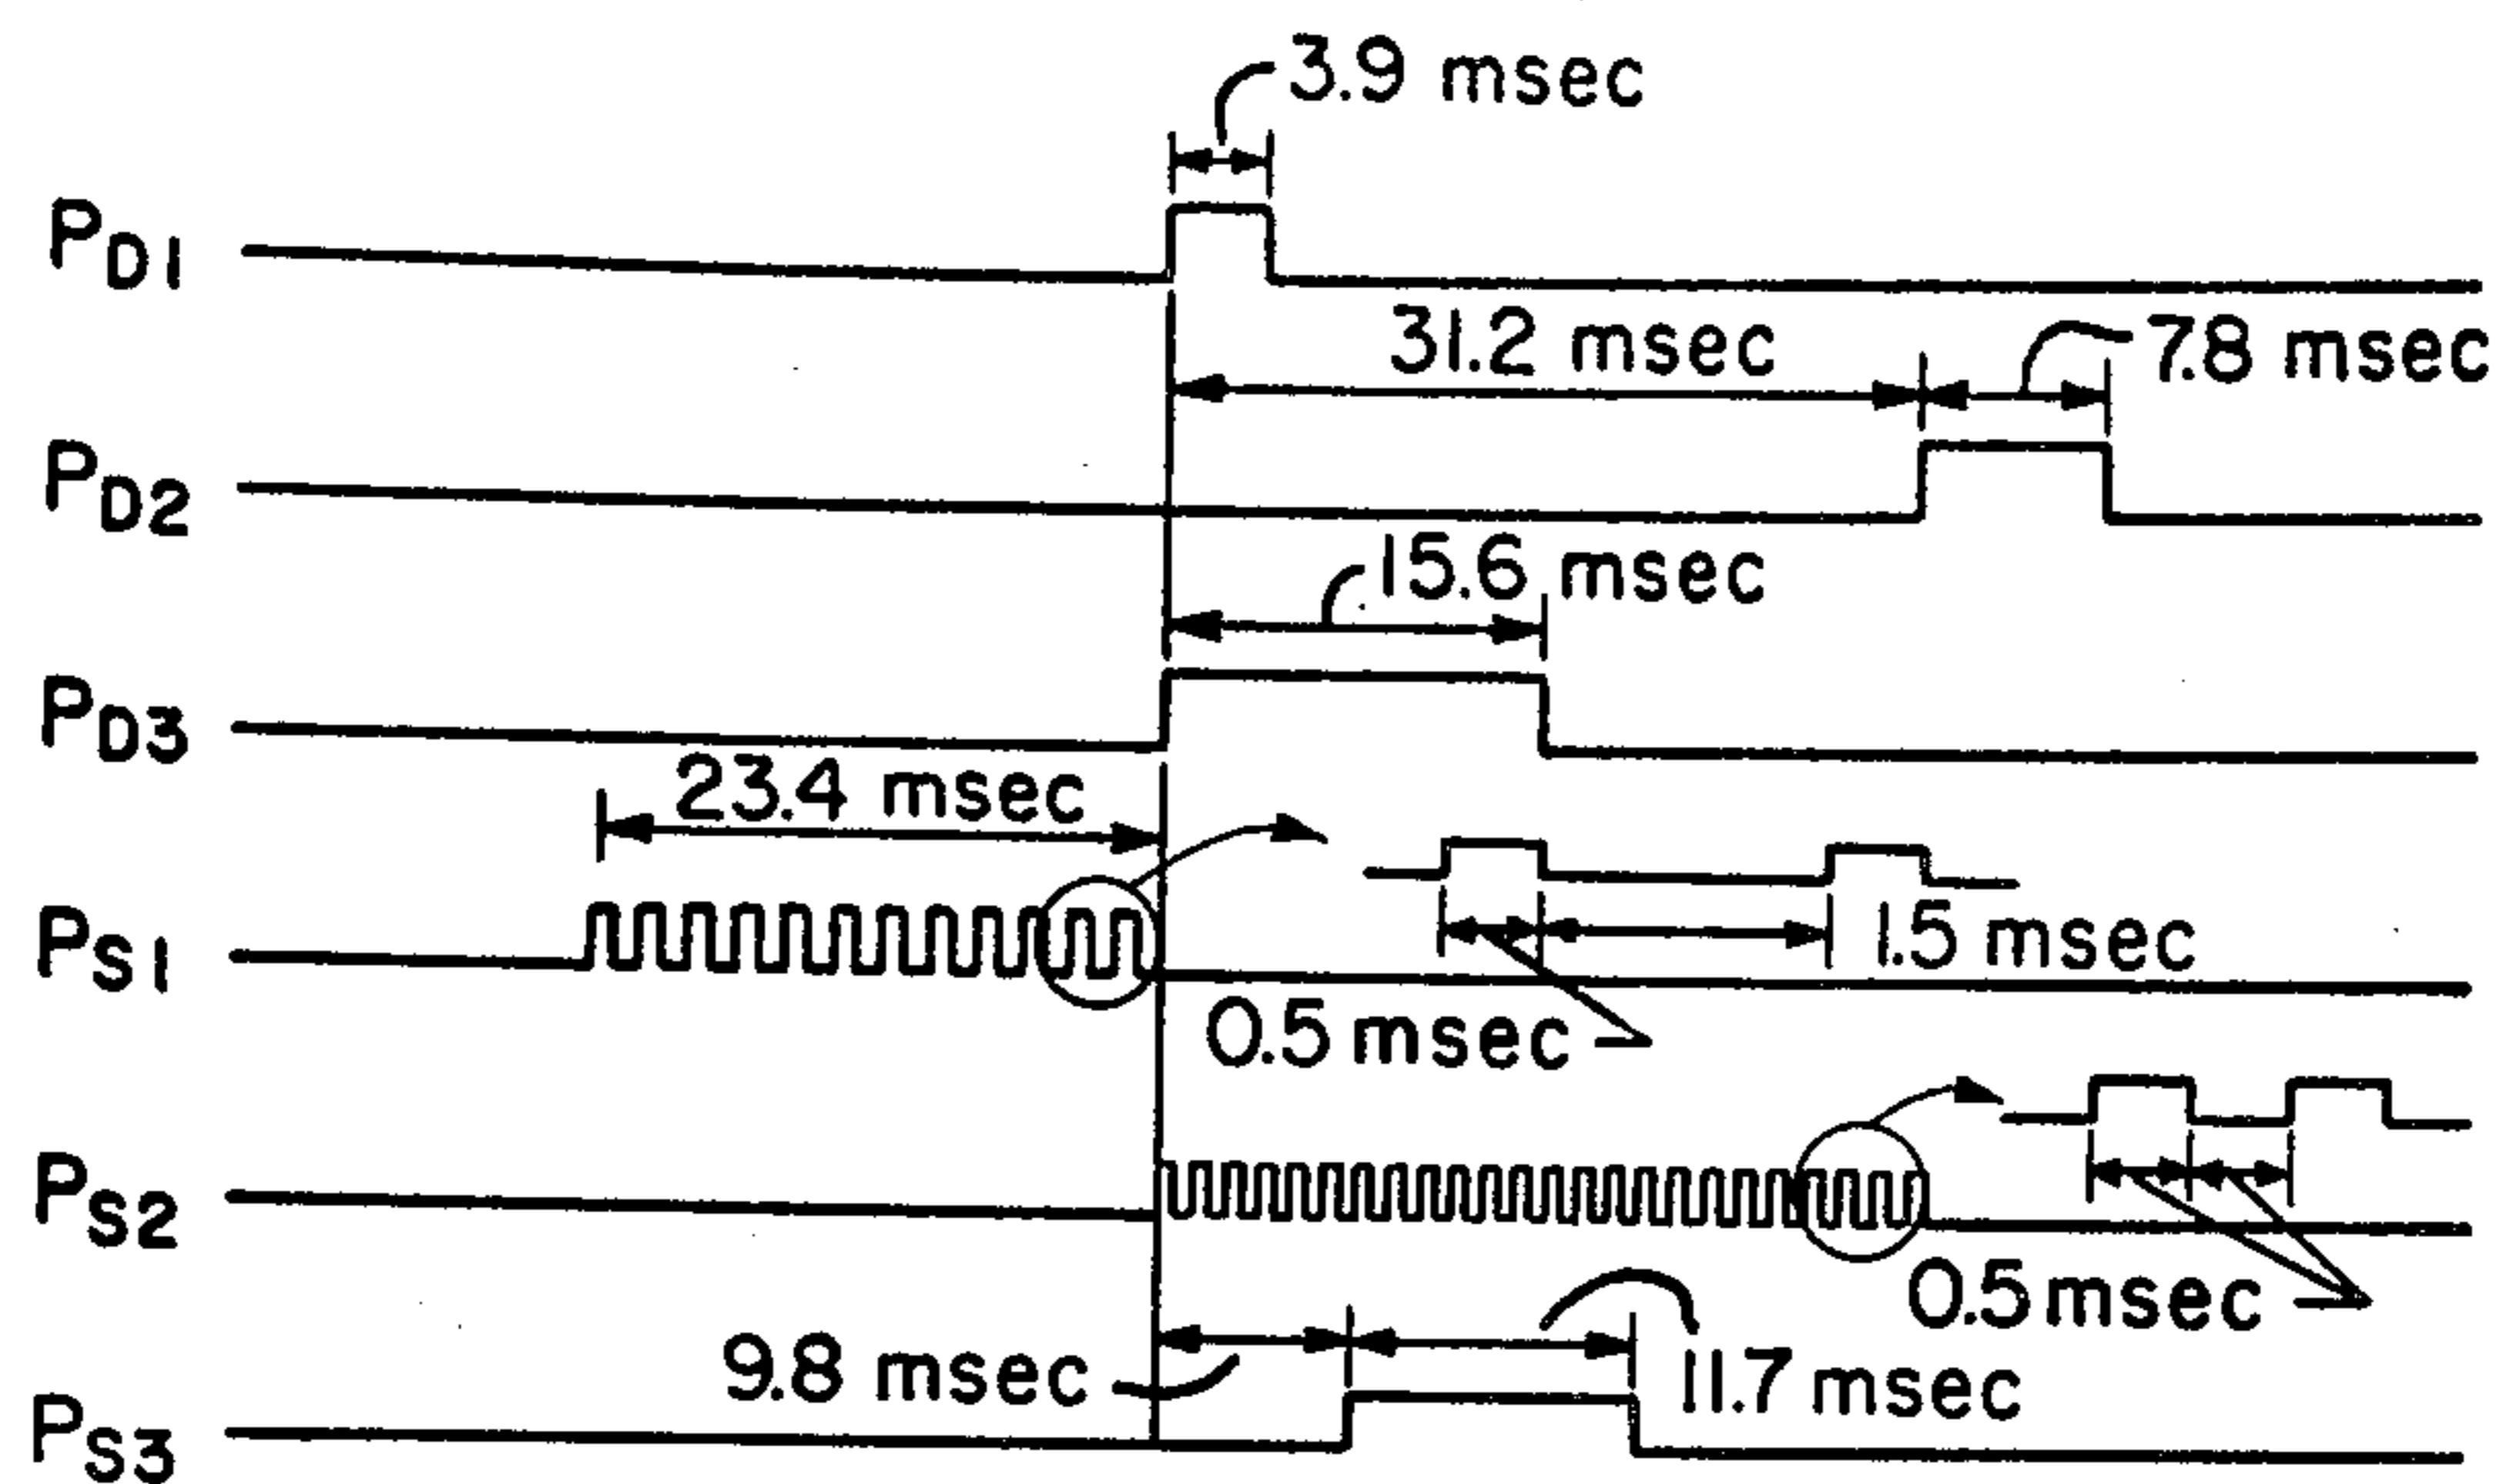 3.9 msec
PD1
31.2 msec
7.8 msec
PD2
15.6 msec
PD3
23.4 msec
PS1
1.5 msec
0.5 msec
PS2
0.5 msec
9.8 msec
11.7 msec
PS3